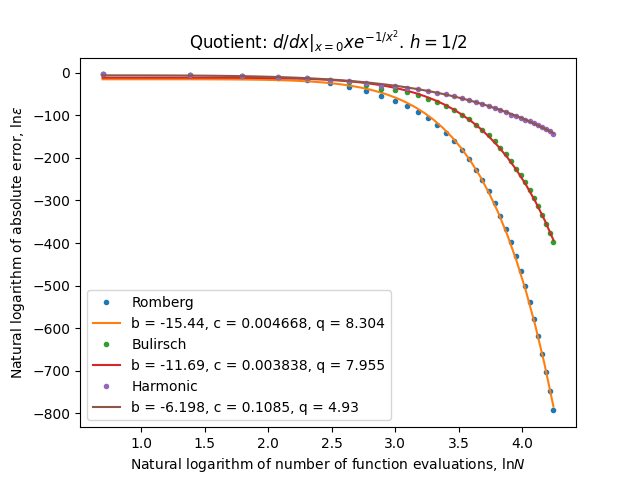 Quotient: $d/dx|_{x=0}xe^{-1/x^2}$. $h = 1/2$
Natural logarithm of absolute error, lnε
0
−100
−200
−300
−400
−500
−600
−700
−800
Romberg
b = -15.44, c = 0.004668, q = 8.304
Bulirsch
b = -11.69, c = 0.003838, q = 7.955
Harmonic
b = -6.198, c = 0.1085, q = 4.93
1.0 1.5 2.0 2.5 3.0 3.5 4.0
Natural logarithm of number of function evaluations, lnN